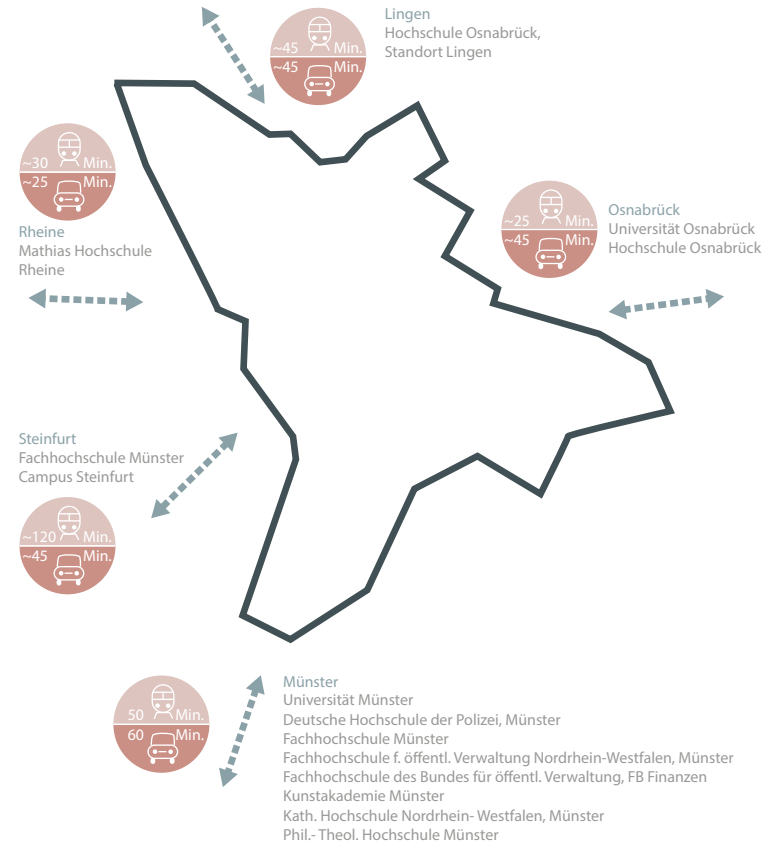 Lingen
Hochschule Osnabrück,
Standort Lingen
~45 Min.
~45 Min.
~30 Min.
~25 Min.
Rheine
Mathias Hochschule
Rheine
~25 Min.
~45 Min.
Osnabrück
Universität Osnabrück
Hochschule Osnabrück
Steinfurt
Fachhochschule Münster
Campus Steinfurt
~120 Min.
~45 Min.
50 Min.
60 Min.
Münster
Universität Münster
Deutsche Hochschule der Polizei, Münster
Fachhochschule Münster
Fachhochschule f. öffentl. Verwaltung Nordrhein-Westfalen, Münster
Fachhochschule des Bundes für öffentl. Verwaltung, FB Finanzen
Kunstakademie Münster
Kath. Hochschule Nordrhein- Westfalen, Münster
Phil.- Theol. Hochschule Münster